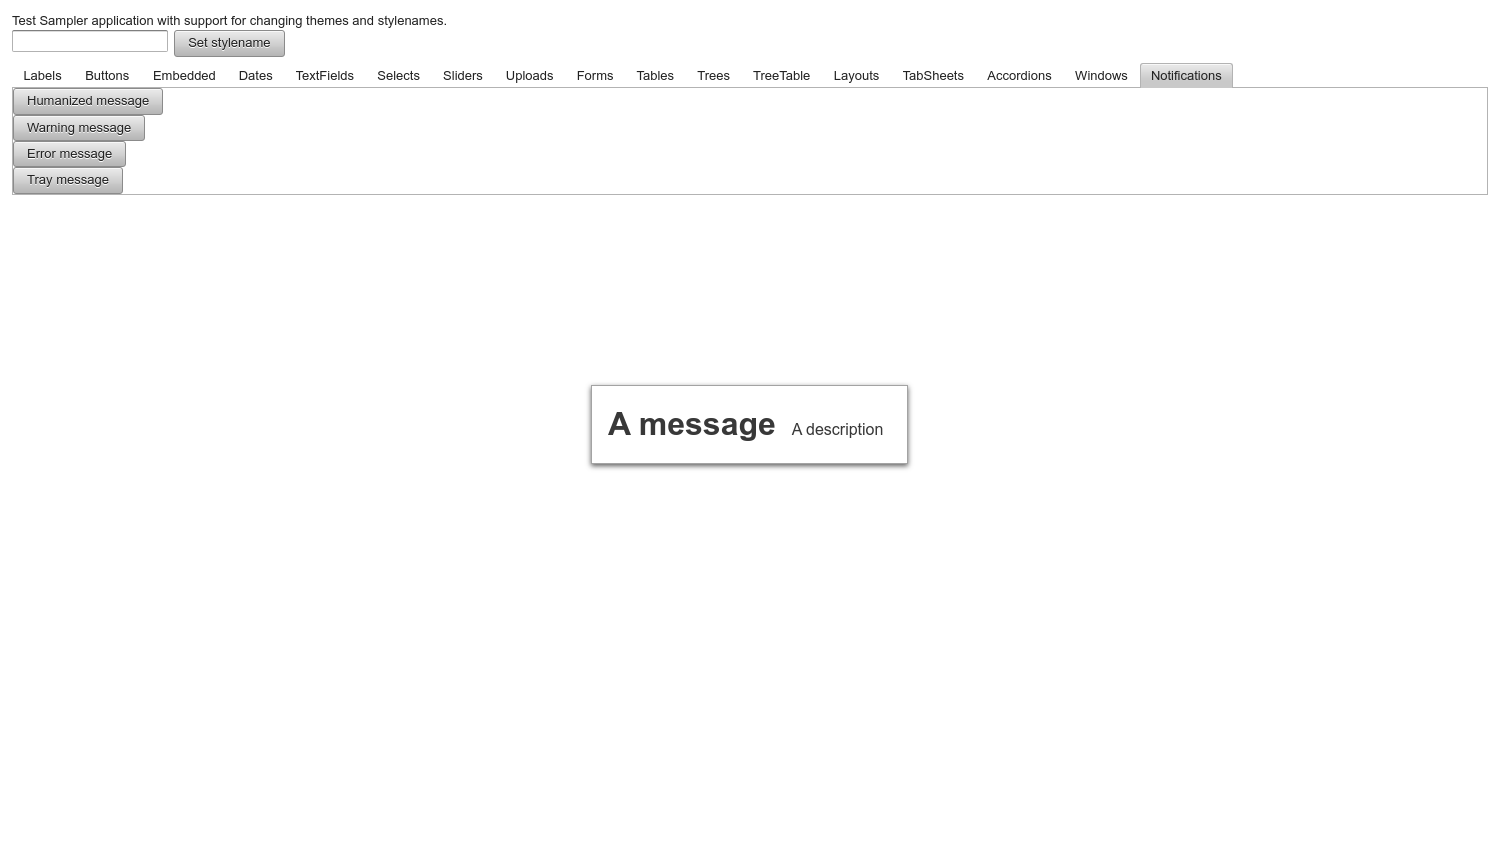 Test Sampler application with support for changing themes and stylenames.
Set stylename
Labels Buttons Embedded Dates TextFields Selects Sliders Uploads Forms Tables Trees TreeTable Layouts TabSheets Accordions Windows Notifications
Humanized message
Warning message
Error message
Tray message
A message A description